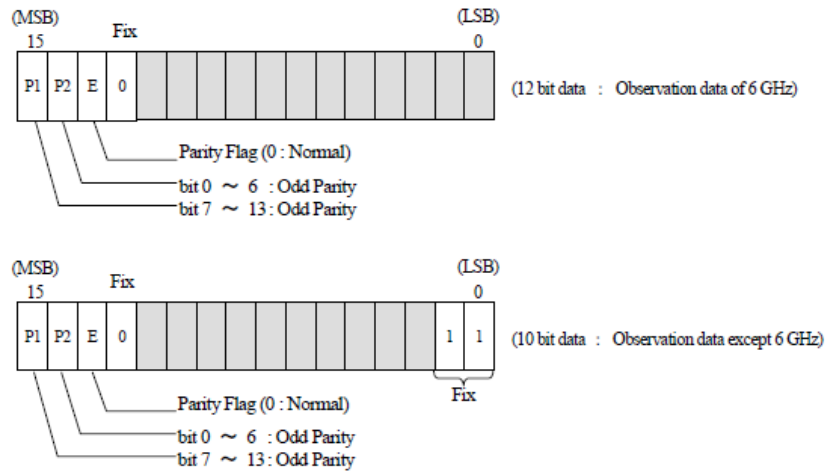 (MSB) (LSB)
15 Fix 0
P1 P2 E 0 (12 bit data : Observation data of 6 GHz)
Parity Flag (0 : Normal)
bit 0 ～ 6 : Odd Parity
bit 7 ～ 13 : Odd Parity
(MSB) (LSB)
15 Fix 0
P1 P2 E 0 1 1 (10 bit data : Observation data except 6 GHz)
Fix
Parity Flag (0 : Normal)
bit 0 ～ 6 : Odd Parity
bit 7 ～ 13 : Odd Parity